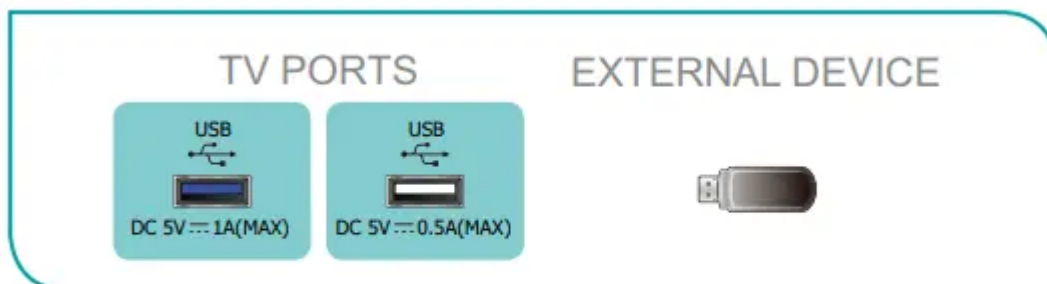 TV PORTS
EXTERNAL DEVICE
USB
USB
DC 5V ⎓ 1A(MAX)
DC 5V ⎓ 0.5A(MAX)